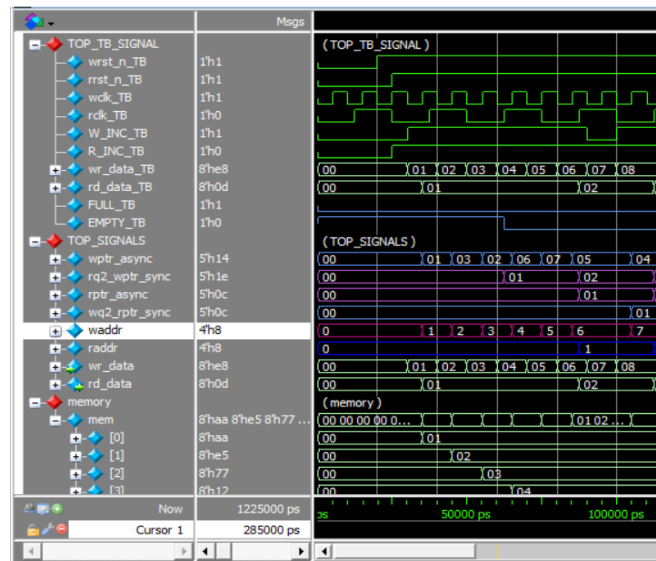 Msgs
TOP_TB_SIGNAL ( TOP_TB_SIGNAL )
wrst_n_TB 1'h1
rrst_n_TB 1'h1
wclk_TB 1'h1
rclk_TB 1'h0
W_INC_TB 1'h1
R_INC_TB 1'h0
wr_data_TB 8'he8 00 01 02 03 04 05 06 07 08
rd_data_TB 8'h0d 00 01 02
FULL_TB 1'h1
EMPTY_TB 1'h0
TOP_SIGNALS ( TOP_SIGNALS )
wptr_async 5'h14 00 01 03 02 06 07 05 04
rq2_wptr_sync 5'h1e 00 01 02
rptr_async 5'h0c 00 01
wq2_rptr_sync 5'h0c 00 01
waddr 4'h8 0 1 2 3 4 5 6 7
raddr 4'h8 0 1
wr_data 8'he8 00 01 02 03 04 05 06 07 08
rd_data 8'h0d 00 01 02
memory ( memory )
mem 8'haa 8'he5 8'h77 ... 00 00 00 00 0... 01 02 ...
[0] 8'haa 00 01
[1] 8'he5 00 02
[2] 8'h77 00 03
[3] 8'h12 00 04
Now 1225000 ps ps 50000 ps 100000 ps
Cursor 1 285000 ps